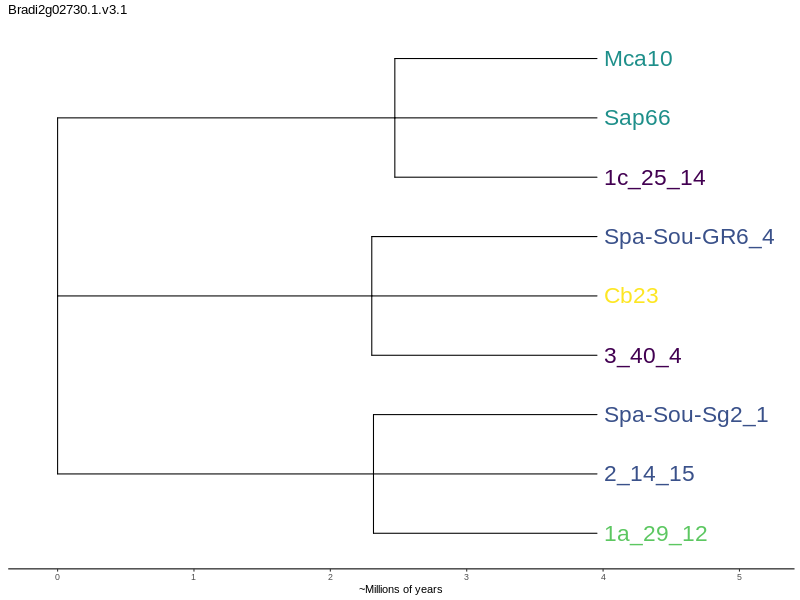 Bradi2g02730.1.v3.1
Mca10
Sap66
1c_25_14
Spa-Sou-GR6_4
Cb23
3_40_4
Spa-Sou-Sg2_1
2_14_15
1a_29_12
0 1 2 3 4 5
~Millions of years